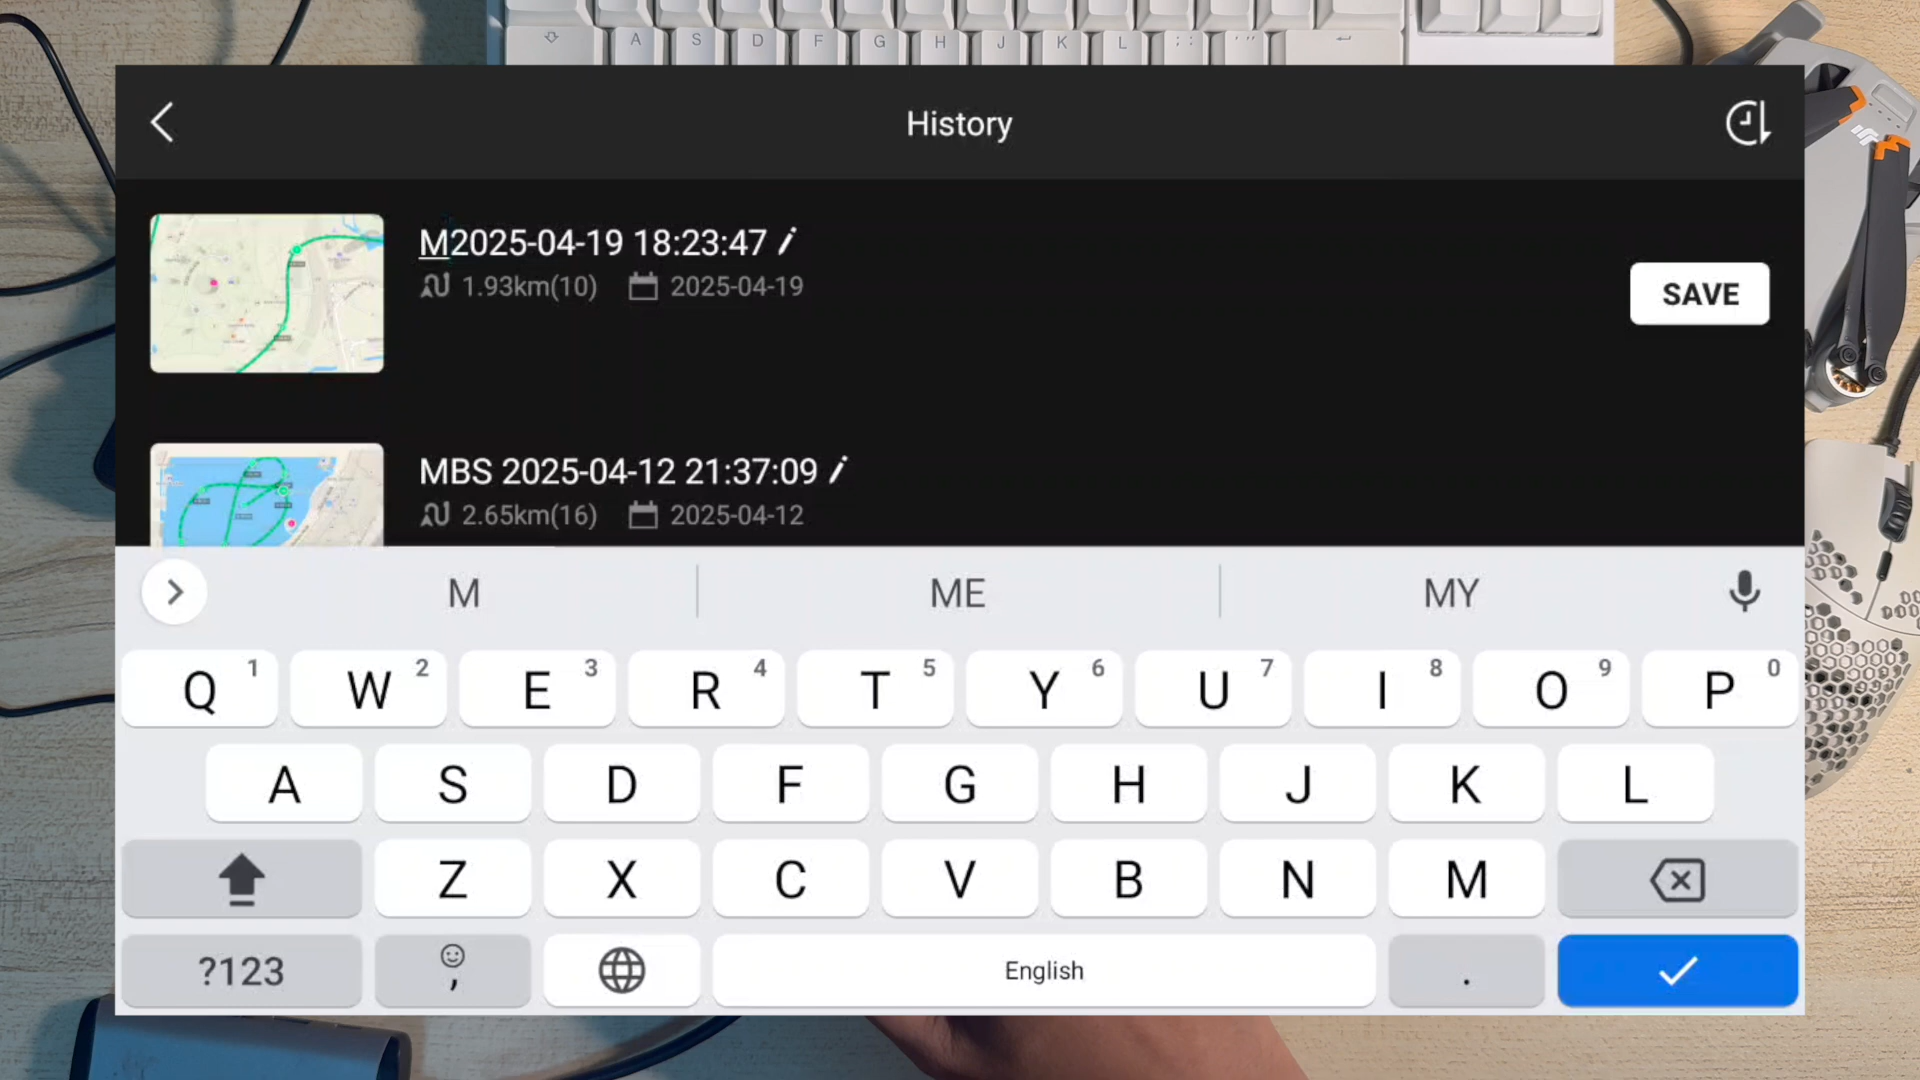 A S D F G H J K L ; : ' "
History
M2025-04-19 18:23:47
1.93km(10) 2025-04-19
SAVE
MBS 2025-04-12 21:37:09
2.65km(16) 2025-04-12
M ME MY
Q 1 W 2 E 3 R 4 T 5 Y 6 U 7 I 8 O 9 P 0
A S D F G H J K L
Z X C V B N M
?123 , English .